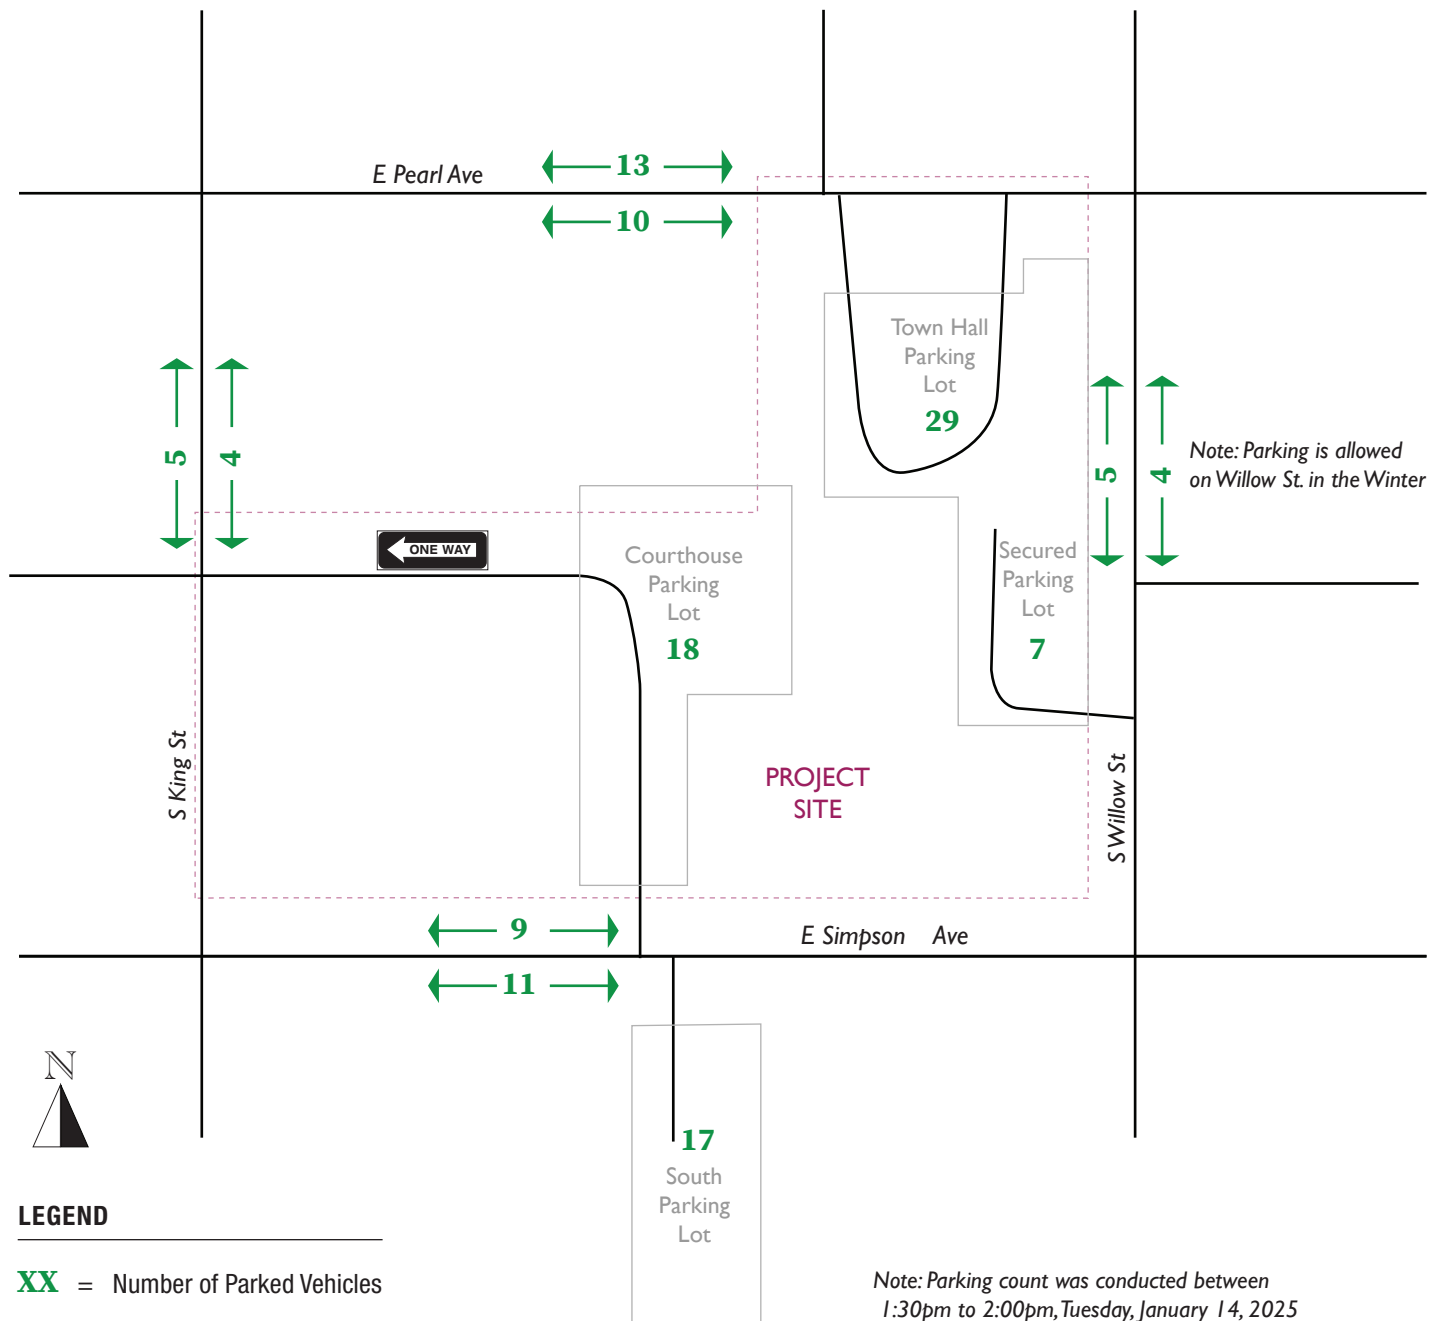 E Pearl Ave
13
10
Town Hall
Parking
Lot
29
5
4
5
4
Note: Parking is allowed
on Willow St. in the Winter
ONE WAY
Courthouse
Parking
Lot
18
Secured
Parking
Lot
7
S King St
PROJECT
SITE
S Willow St
9
E Simpson Ave
11
N
17
South
Parking
Lot
LEGEND
XX = Number of Parked Vehicles
Note: Parking count was conducted between
1:30pm to 2:00pm, Tuesday, January 14, 2025